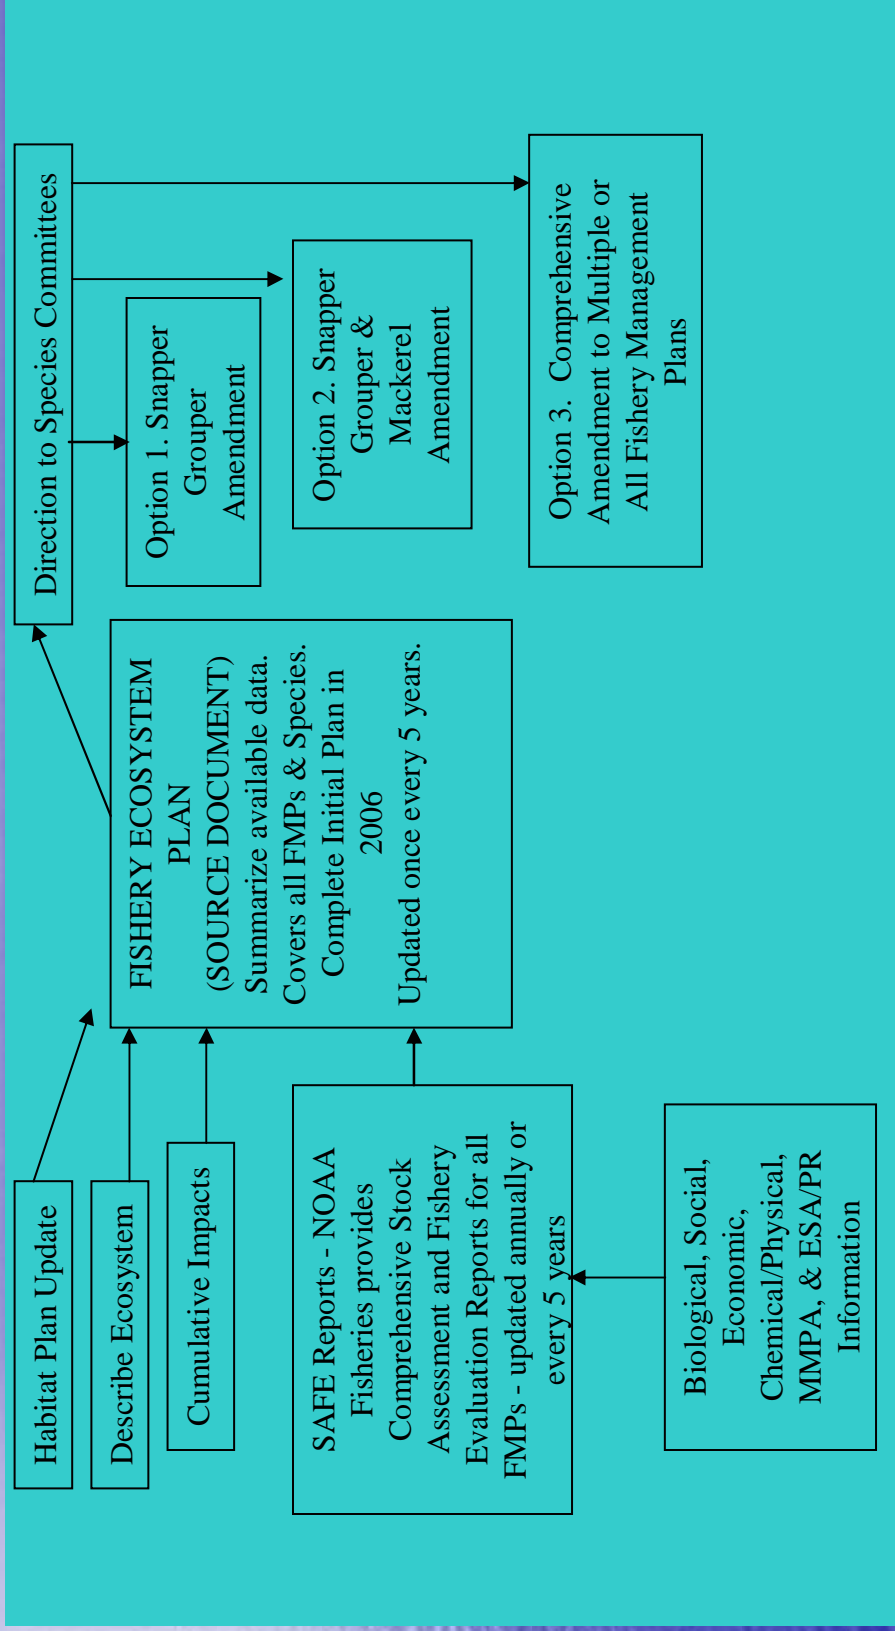 Habitat Plan Update
Describe Ecosystem
Cumulative Impacts
SAFE Reports - NOAA
Fisheries provides
Comprehensive Stock
Assessment and Fishery
Evaluation Reports for all
FMPs - updated annually or
every 5 years
Biological, Social,
Economic,
Chemical/Physical,
MMPA, & ESA/PR
Information
FISHERY ECOSYSTEM
PLAN
(SOURCE DOCUMENT)
Summarize available data.
Covers all FMPs & Species.
Complete Initial Plan in
2006
Updated once every 5 years.
Direction to Species Committees
Option 1. Snapper
Grouper
Amendment
Option 2. Snapper
Grouper &
Mackerel
Amendment
Option 3. Comprehensive
Amendment to Multiple or
All Fishery Management
Plans